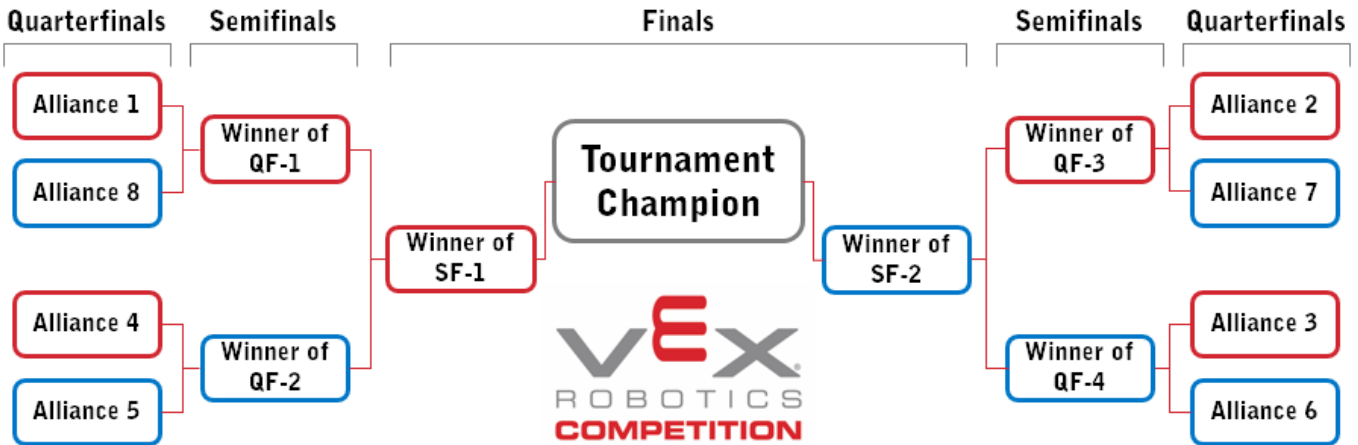 Quarterfinals
Semifinals
Finals
Semifinals
Quarterfinals
Alliance 1
Alliance 8
Alliance 4
Alliance 5
Winner of
QF-1
Winner of
QF-2
Winner of
SF-1
Tournament
Champion
VEX®
ROBOTICS
COMPETITION
Winner of
SF-2
Winner of
QF-3
Winner of
QF-4
Alliance 2
Alliance 7
Alliance 3
Alliance 6